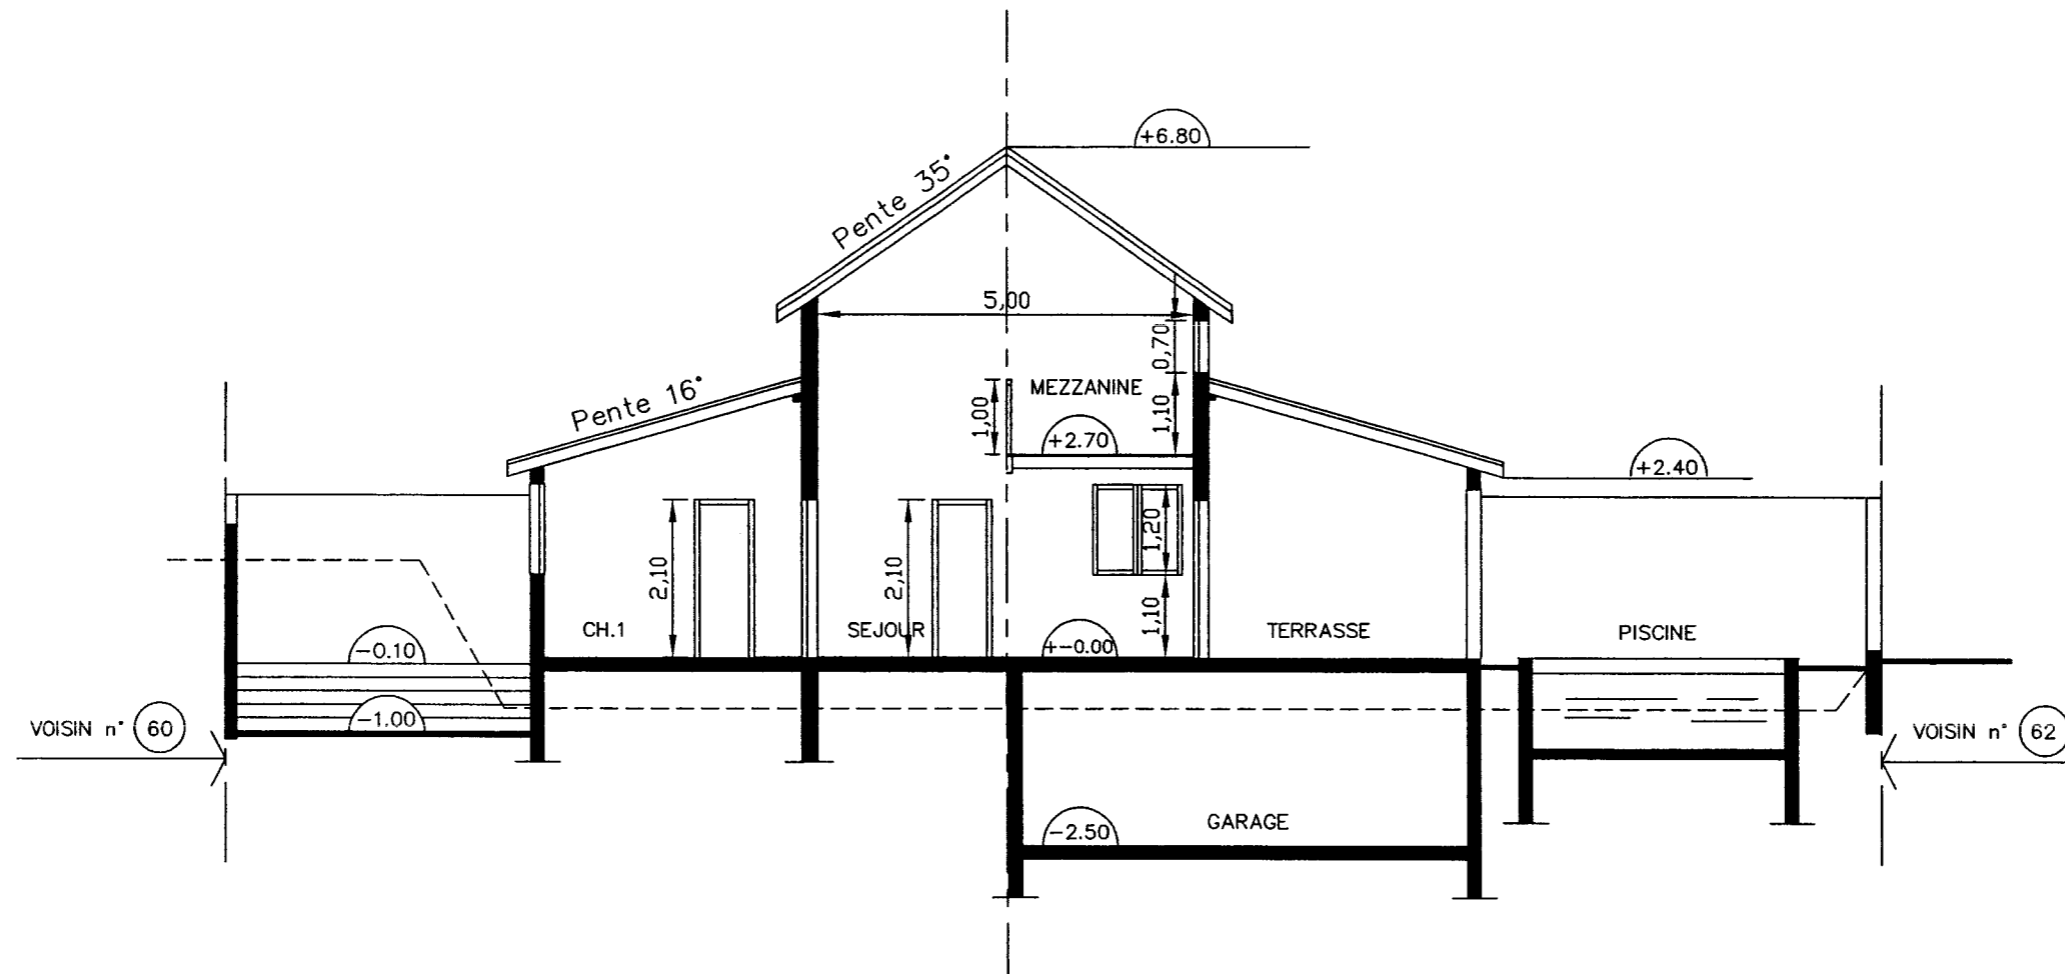 +6.80
Pente 35°
5,00
0,70
Pente 16°
1,00
MEZZANINE
1,10
+2.70
+2.40
2,10
2,10
1,20
1,10
CH.1
SEJOUR
+-0.00
TERRASSE
PISCINE
-0.10
-1.00
VOISIN n° 60
VOISIN n° 62
-2.50
GARAGE